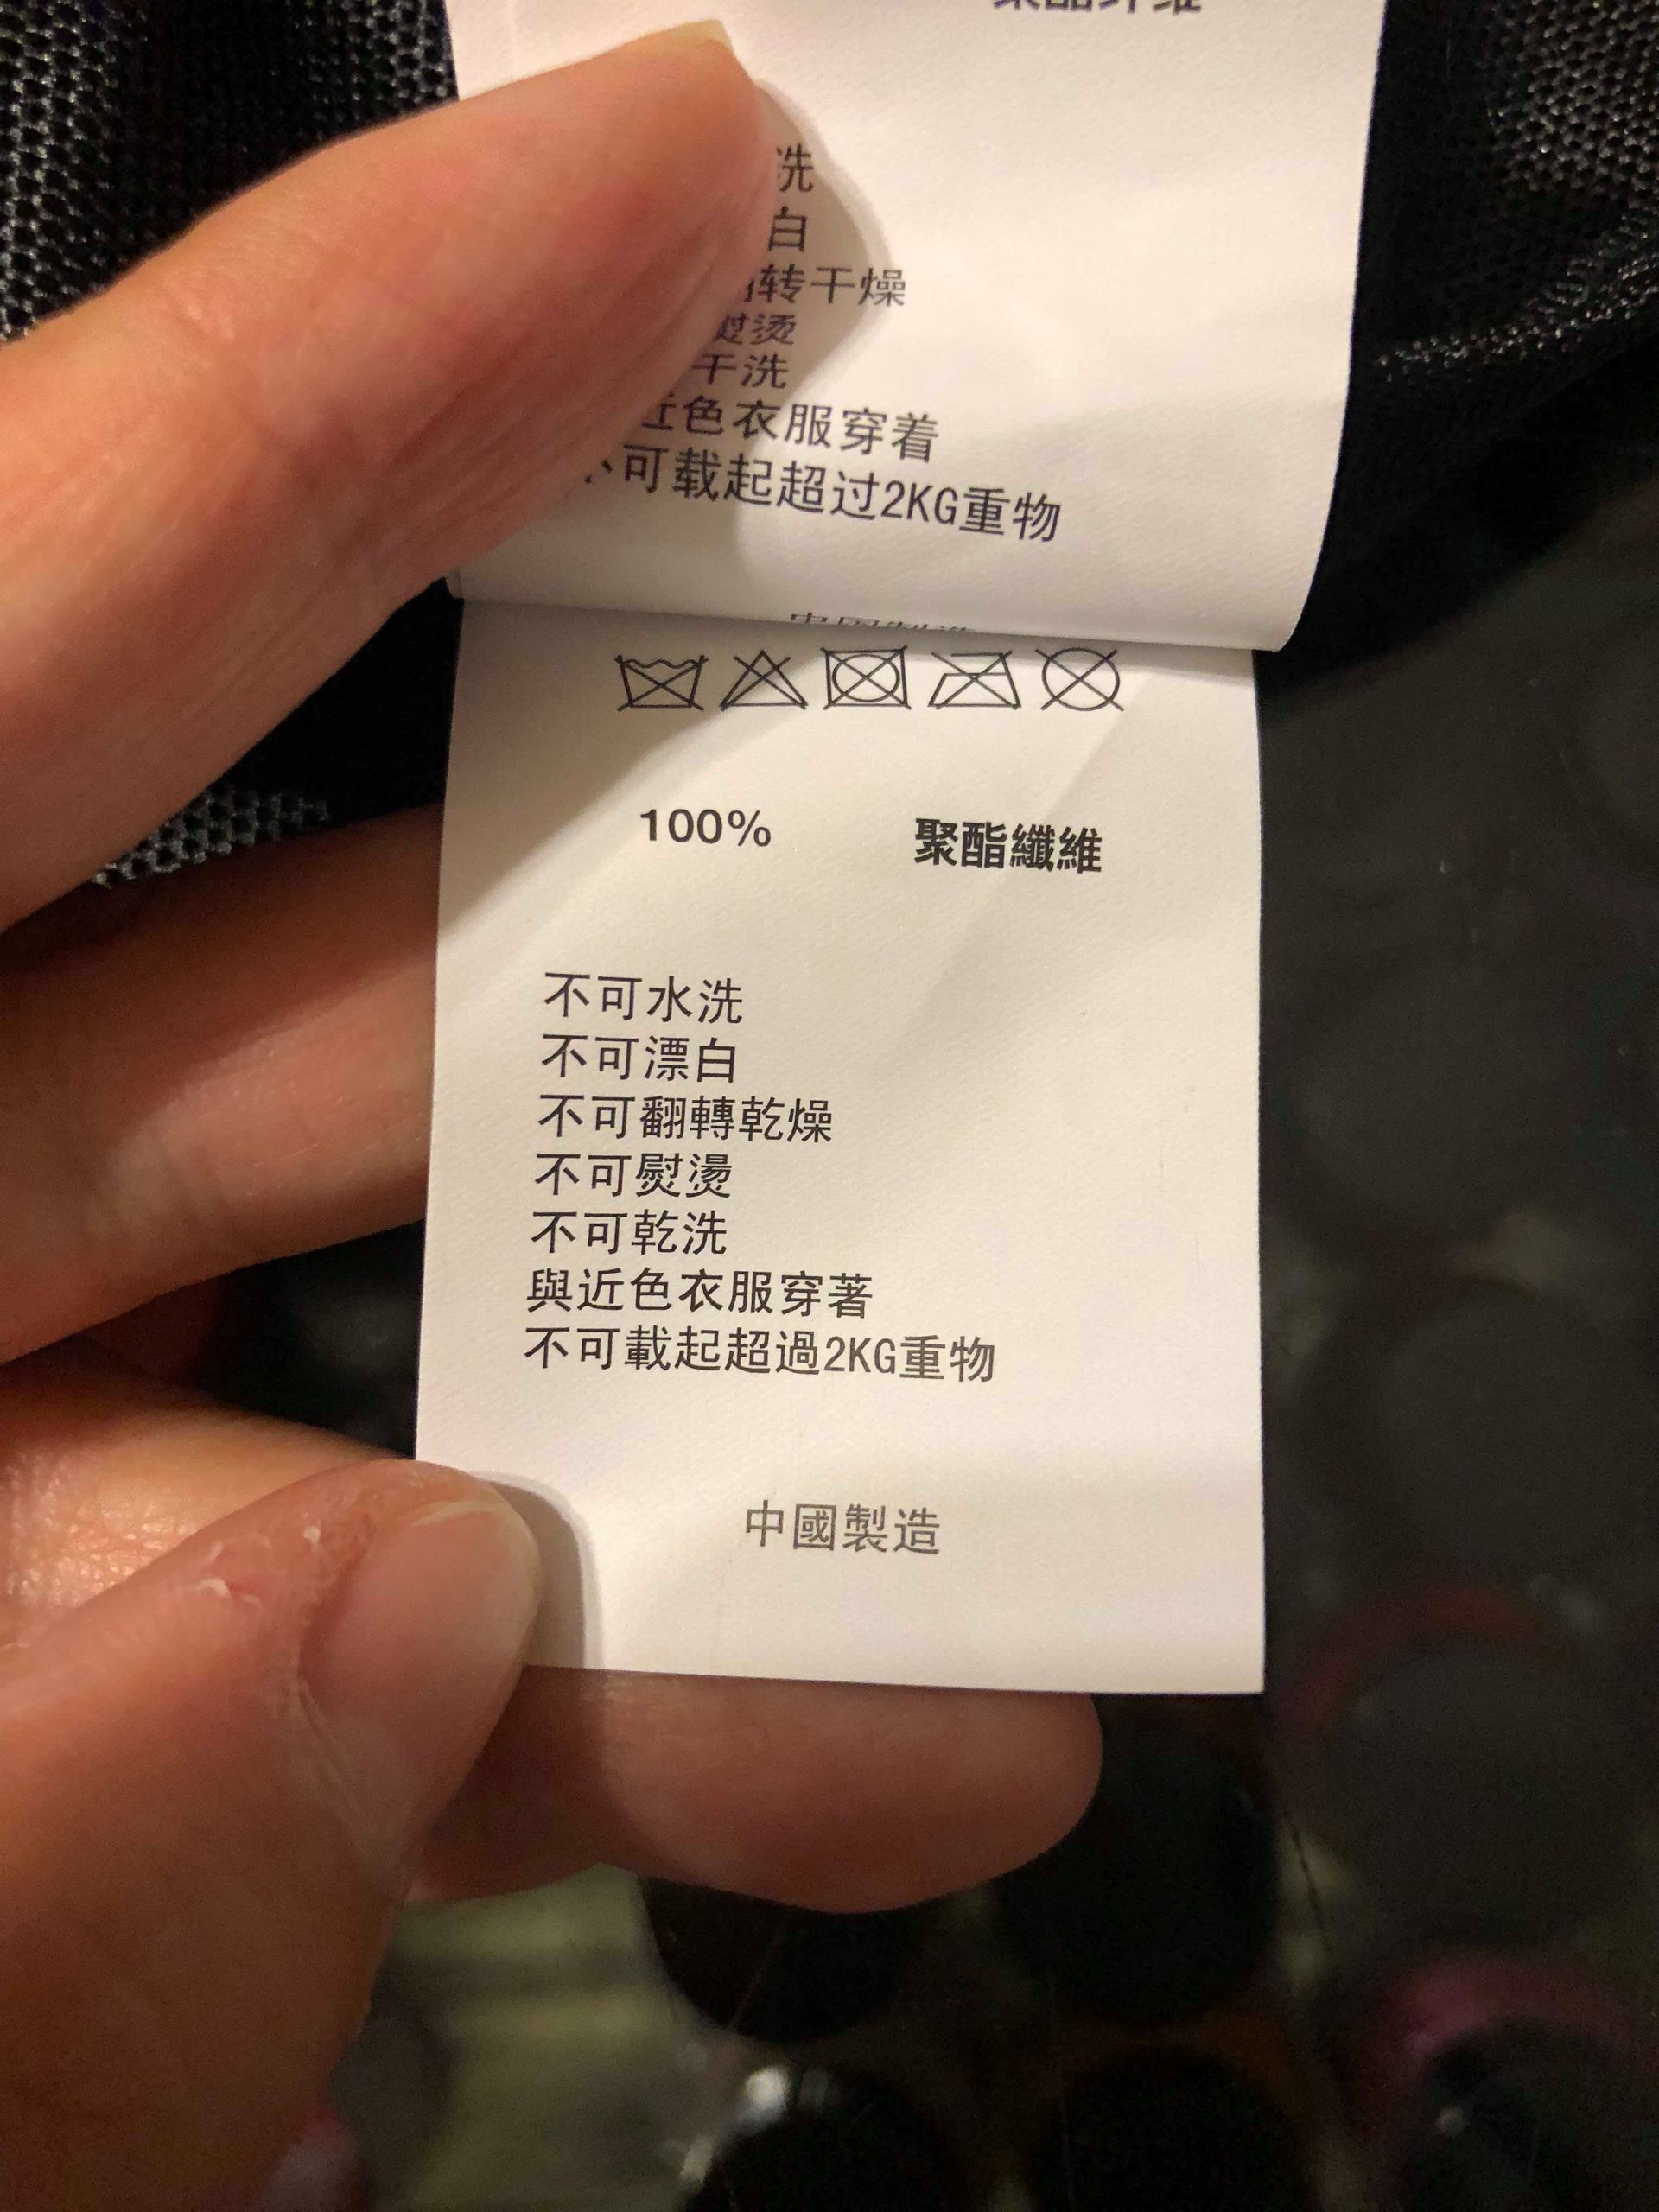 洗
白
转干燥
熨烫
干洗
近色衣服穿着
不可载起超过2KG重物
100% 聚酯纖維
不可水洗
不可漂白
不可翻轉乾燥
不可熨燙
不可乾洗
與近色衣服穿著
不可載起超過2KG重物
中國製造